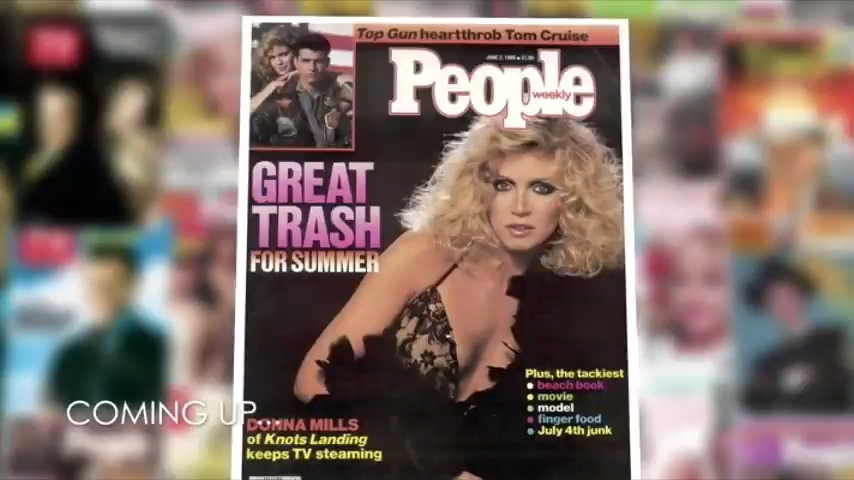 Top Gun heartthrob Tom Cruise
People
weekly
GREAT
TRASH
FOR SUMMER
Plus, the tackiest
beach book
movie
model
finger food
July 4th junk
COMING UP...
DONNA MILLS
of Knots Landing
keeps TV steaming